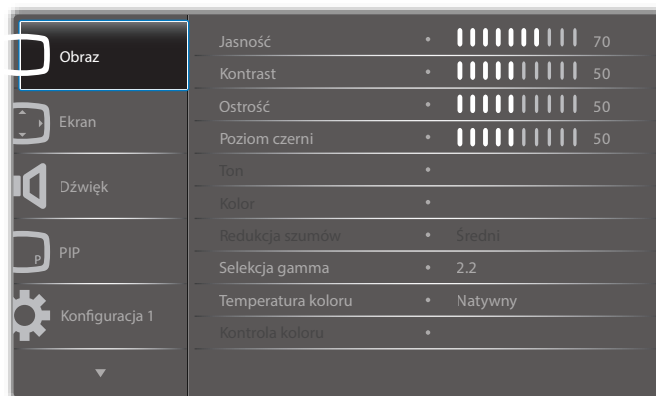 Obraz
Ekran
Dźwięk
P
PIP
Konfiguracja 1
Jasność • 70
Kontrast • 50
Ostrość • 50
Poziom czerni • 50
Ton •
Kolor •
Redukcja szumów • Średni
Selekcja gamma • 2.2
Temperatura koloru • Natywny
Kontrola koloru •